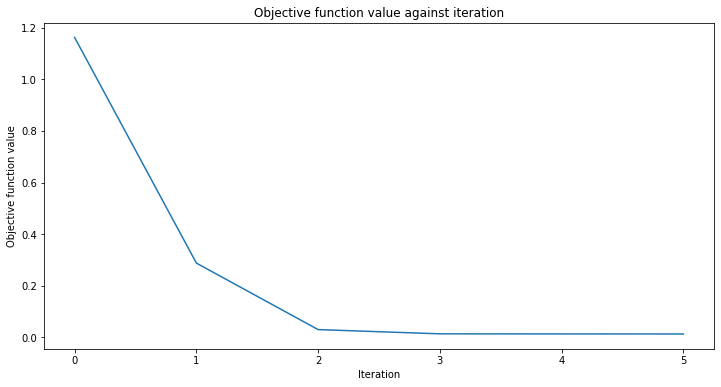 Objective function value against iteration
1.2
1.0
0.8
0.6
0.4
0.2
0.0
Objective function value
0 1 2 3 4 5
Iteration